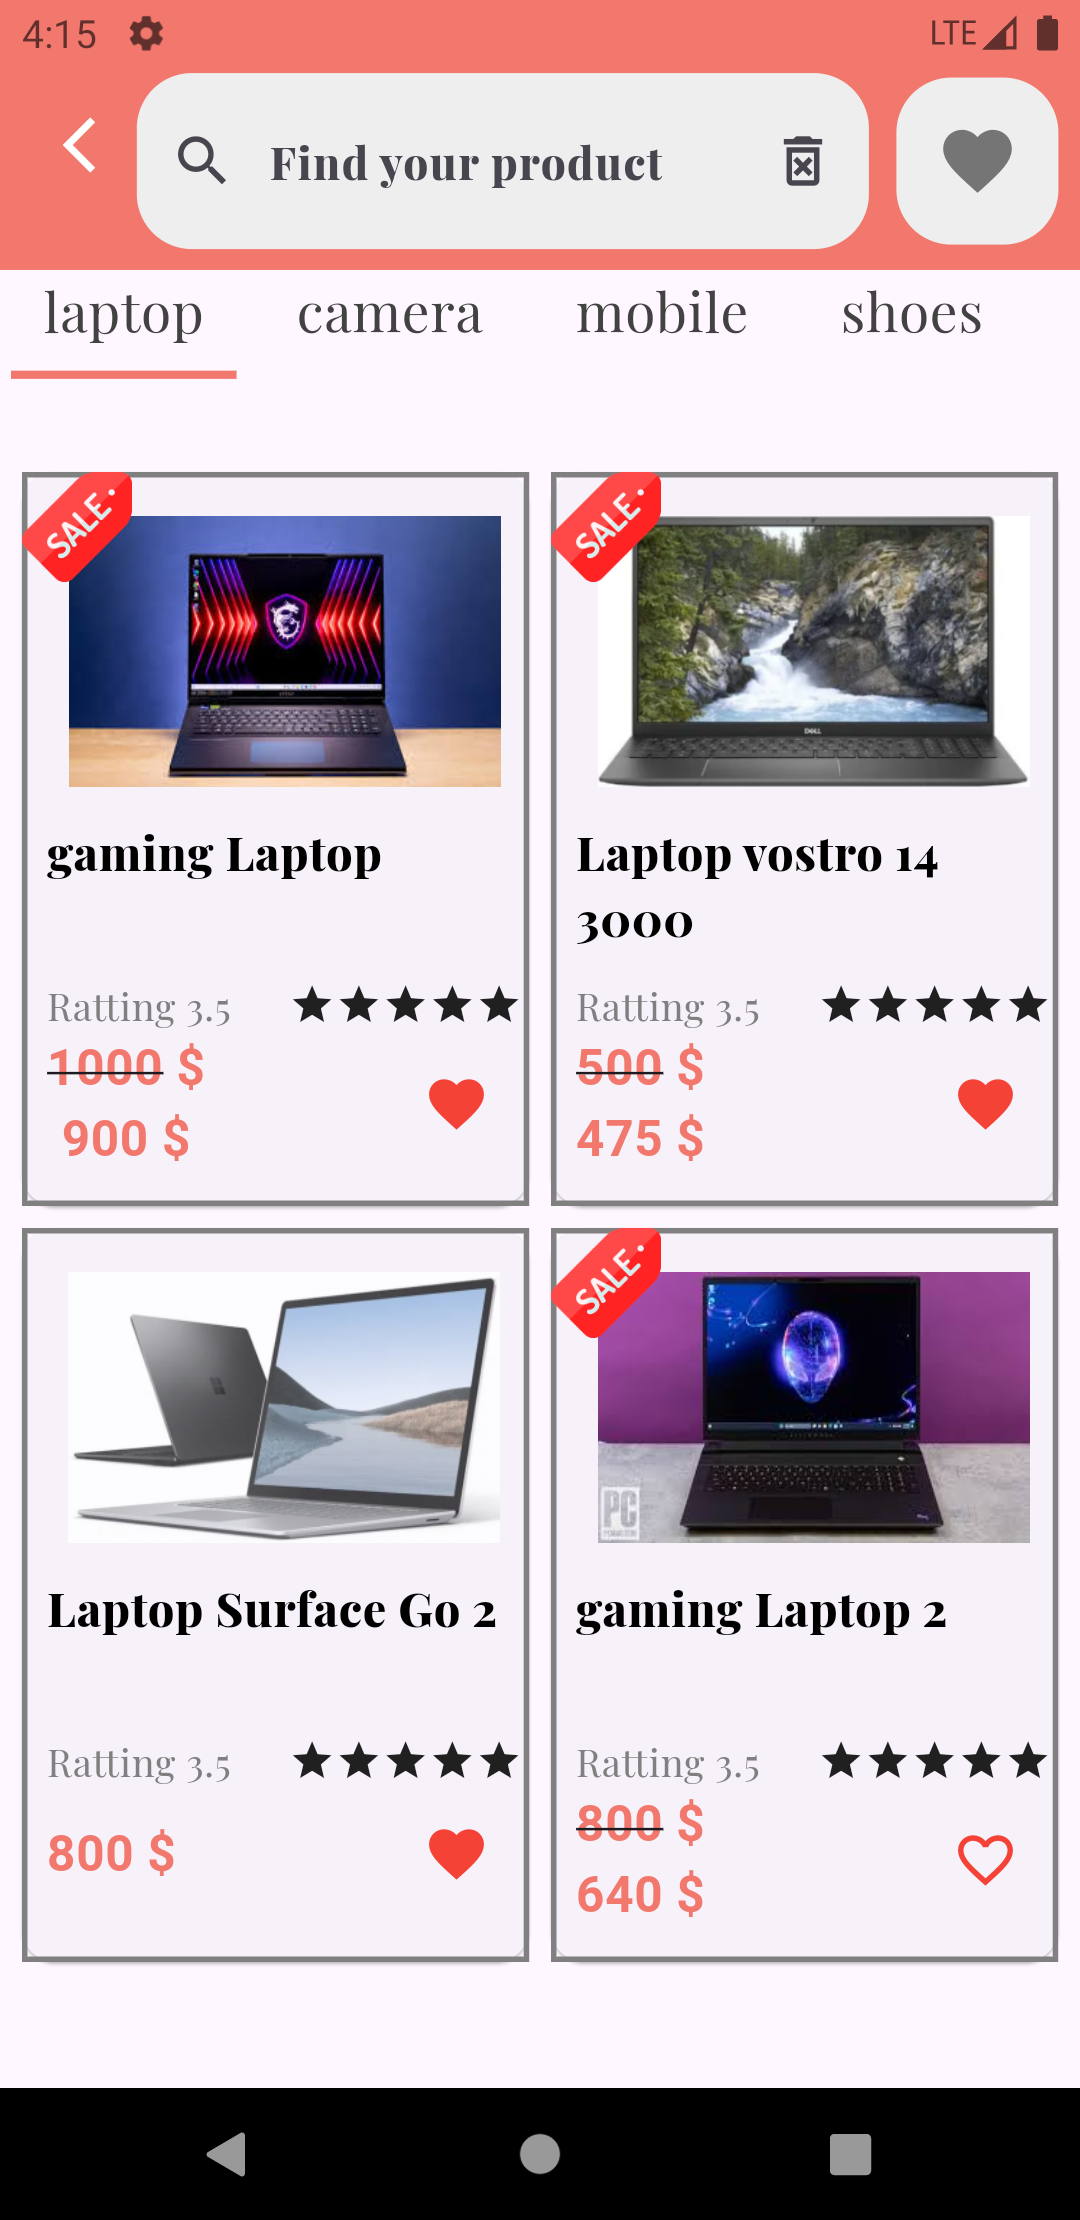 4:15
LTE
Find your product
laptop camera mobile shoes
SALE
SALE
DELL
gaming Laptop
Laptop vostro 14
3000
Ratting 3.5
Ratting 3.5
1000 $
500 $
900 $
475 $
SALE
PC
Laptop Surface Go 2
gaming Laptop 2
Ratting 3.5
Ratting 3.5
800 $
800 $
640 $